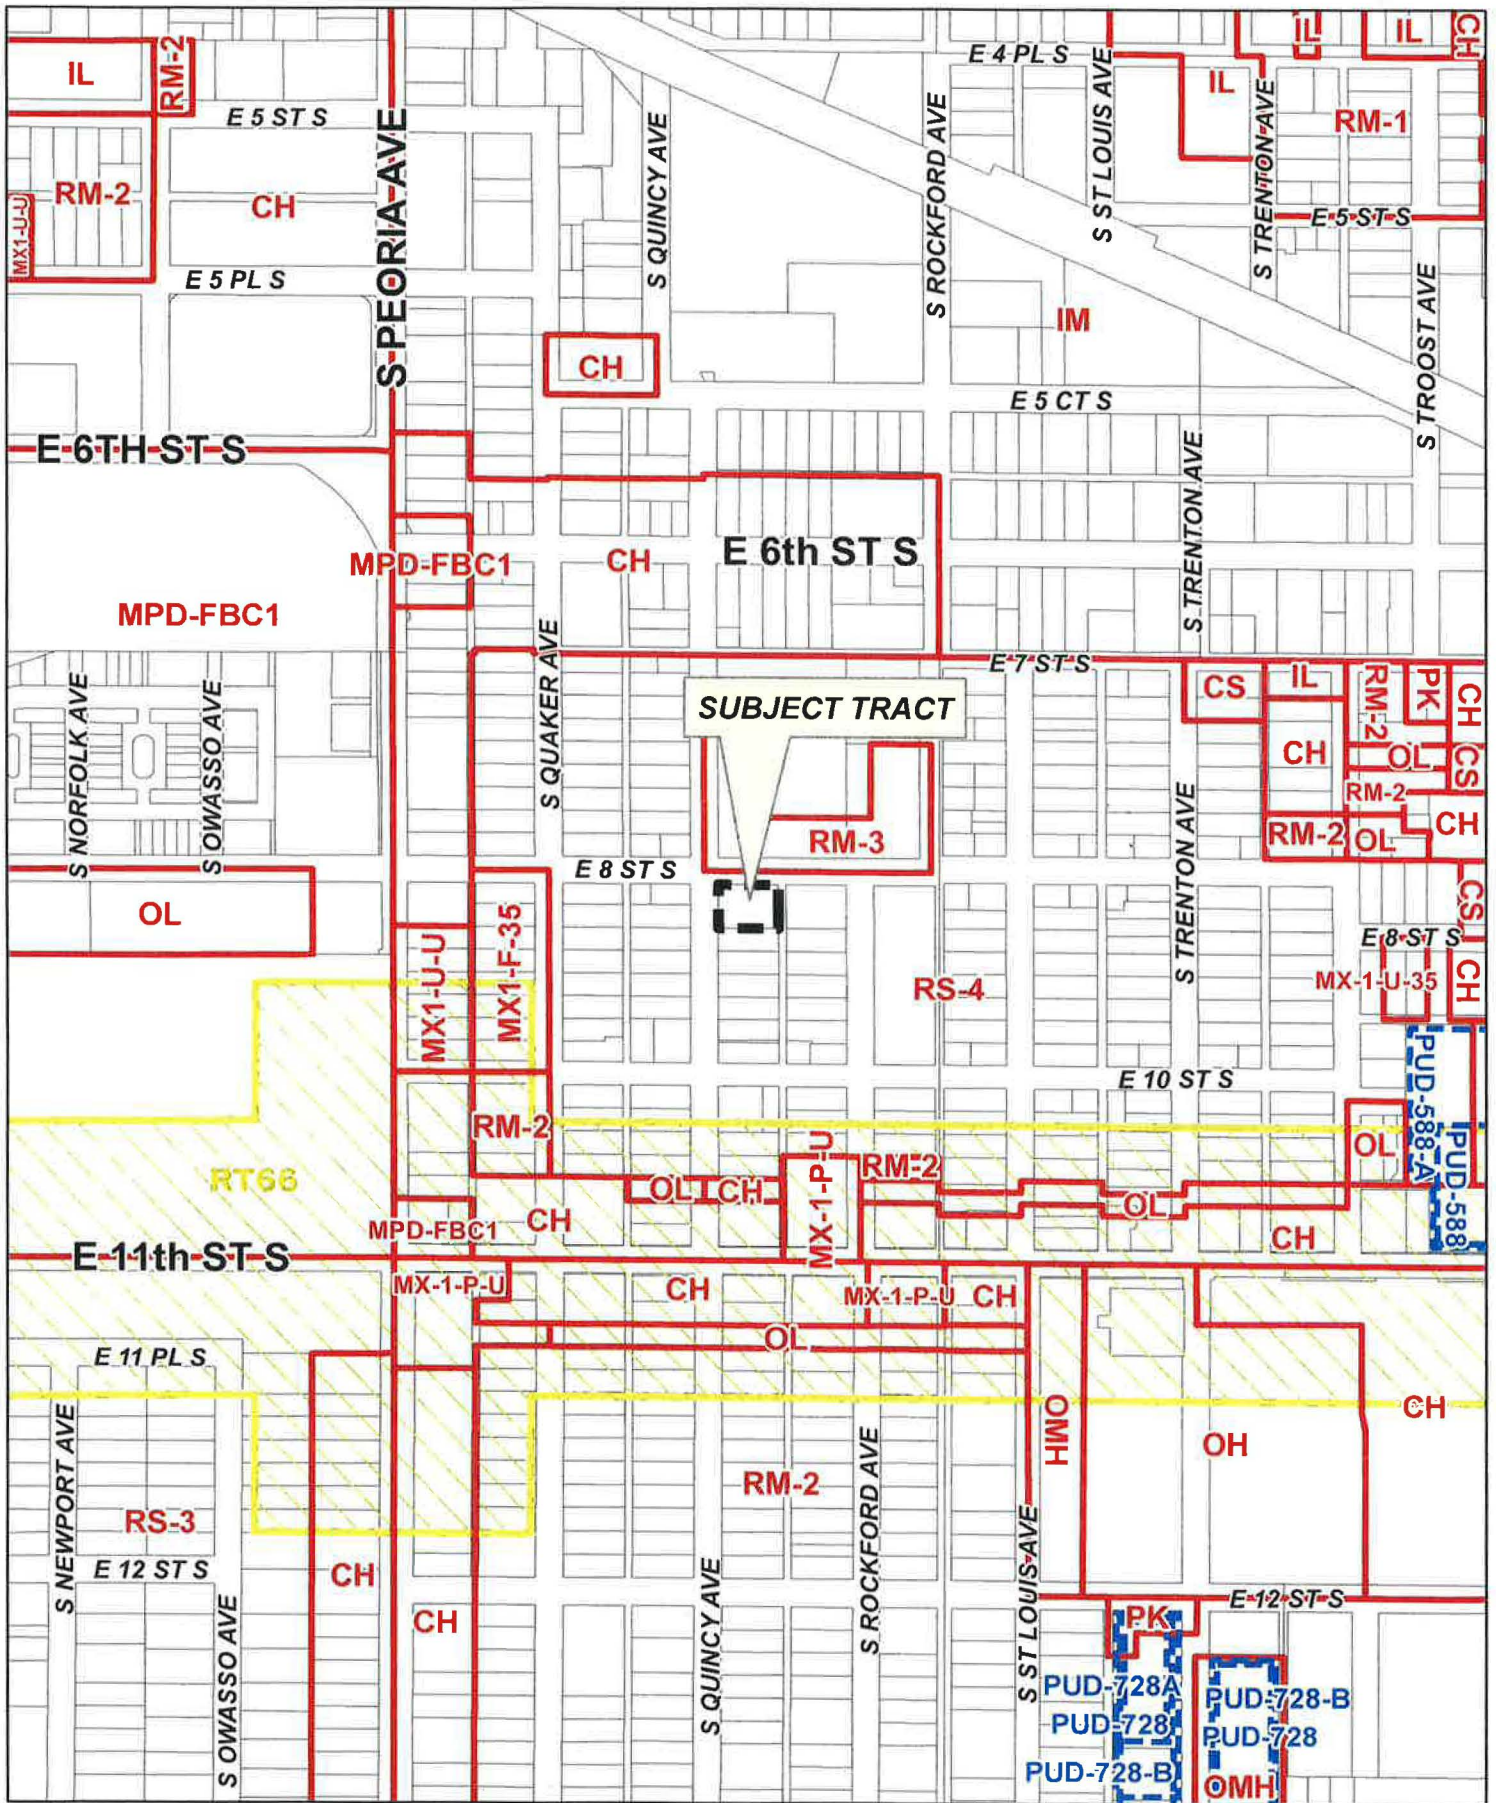 E 4 PL S
IL
IL
CH
IL
RM-2
IL
RM-1
E 5 ST S
S PEORIA AVE
S QUINCY AVE
S ROCKFORD AVE
S ST LOUIS AVE
S TRENTON AVE
RM-2
CH
MX1-U-U
E 5 ST S
E 5 PL S
IM
S TROOST AVE
CH
E 5 CT S
E 6TH ST S
S TRENTON AVE
MPD-FBC1
CH
E 6th ST S
MPD-FBC1
S QUAKER AVE
E 7 ST S
S NORFOLK AVE
S OWASSO AVE
SUBJECT TRACT
CS
IL
RM-2
PK
CH
CH
OL
CS
RM-2
S TRENTON AVE
RM-3
RM-2
OL
CH
E 8 ST S
OL
CS
MX1-U-U
MX1-F-35
E 8 ST S
RS-4
MX-1-U-35
CH
PUD-588-A
E 10 ST S
RM-2
MX-1-P-U
OL
PUD-588
RM-2
RT66
OL
CH
OL
MPD-FBC1
CH
CH
E 11th ST S
MX-1-P-U
CH
MX-1-P-U
CH
OL
E 11 PL S
OMH
CH
OH
S NEWPORT AVE
RM-2
S ROCKFORD AVE
RS-3
E 12 ST S
CH
S QUINCY AVE
S ST LOUIS AVE
E 12 ST S
S OWASSO AVE
CH
PK
PUD-728A
PUD-728-B
PUD-728
PUD-728
PUD-728-B
OMH